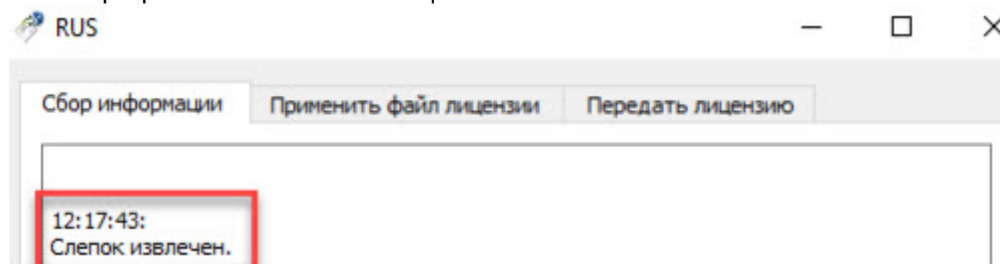 RUS
Сбор информации
Применить файл лицензии
Передать лицензию
12:17:43:
Слепок извлечен.